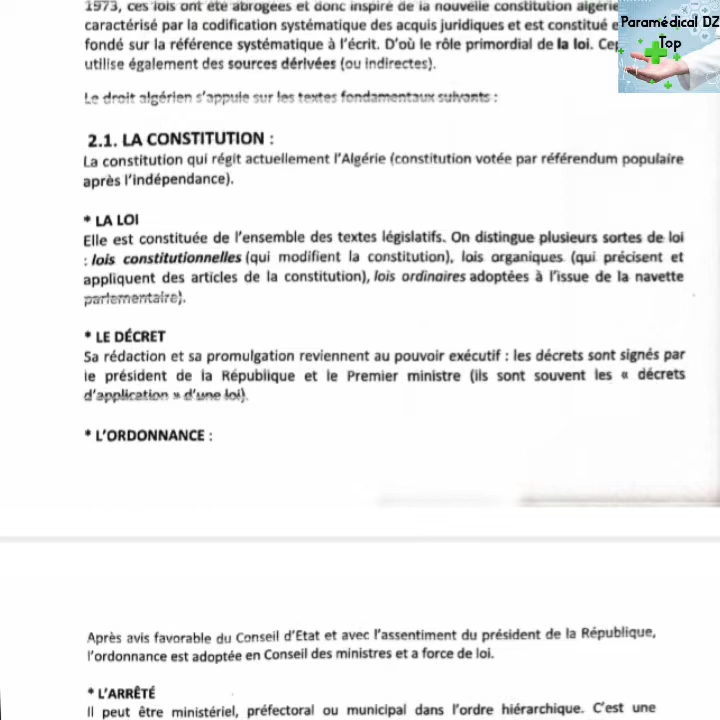 1973, ces lois ont été abrogées et donc inspiré de la nouvelle constitution
caractérisé par la codification systématique des acquis juridiques et est constitué
fondé sur la référence systématique à l'écrit. D'où le rôle primordial de la loi.
utilise également des sources dérivées (ou indirectes).
Le droit algérien s'appuie sur les textes fondamentaux suivants :
Paramédical DZ
Top
2.1. LA CONSTITUTION :
La constitution qui régit actuellement l'Algérie (constitution votée par référendum populaire
après l'indépendance).
* LA LOI
Elle est constituée de l'ensemble des textes législatifs. On distingue plusieurs sortes de loi
: lois constitutionnelles (qui modifient la constitution), lois organiques (qui précisent et
appliquent des articles de la constitution), lois ordinaires adoptées à l'issue de la navette
parlementaire).
* LE DÉCRET
Sa rédaction et sa promulgation reviennent au pouvoir exécutif : les décrets sont signés par
le président de la République et le Premier ministre (ils sont souvent les « décrets
d'application » d'une loi).
* L'ORDONNANCE :
Après avis favorable du Conseil d'Etat et avec l'assentiment du président de la République,
l'ordonnance est adoptée en Conseil des ministres et a force de loi.
* L'ARRÊTÉ
Il peut être ministériel, préfectoral ou municipal dans l'ordre hiérarchique. C'est une